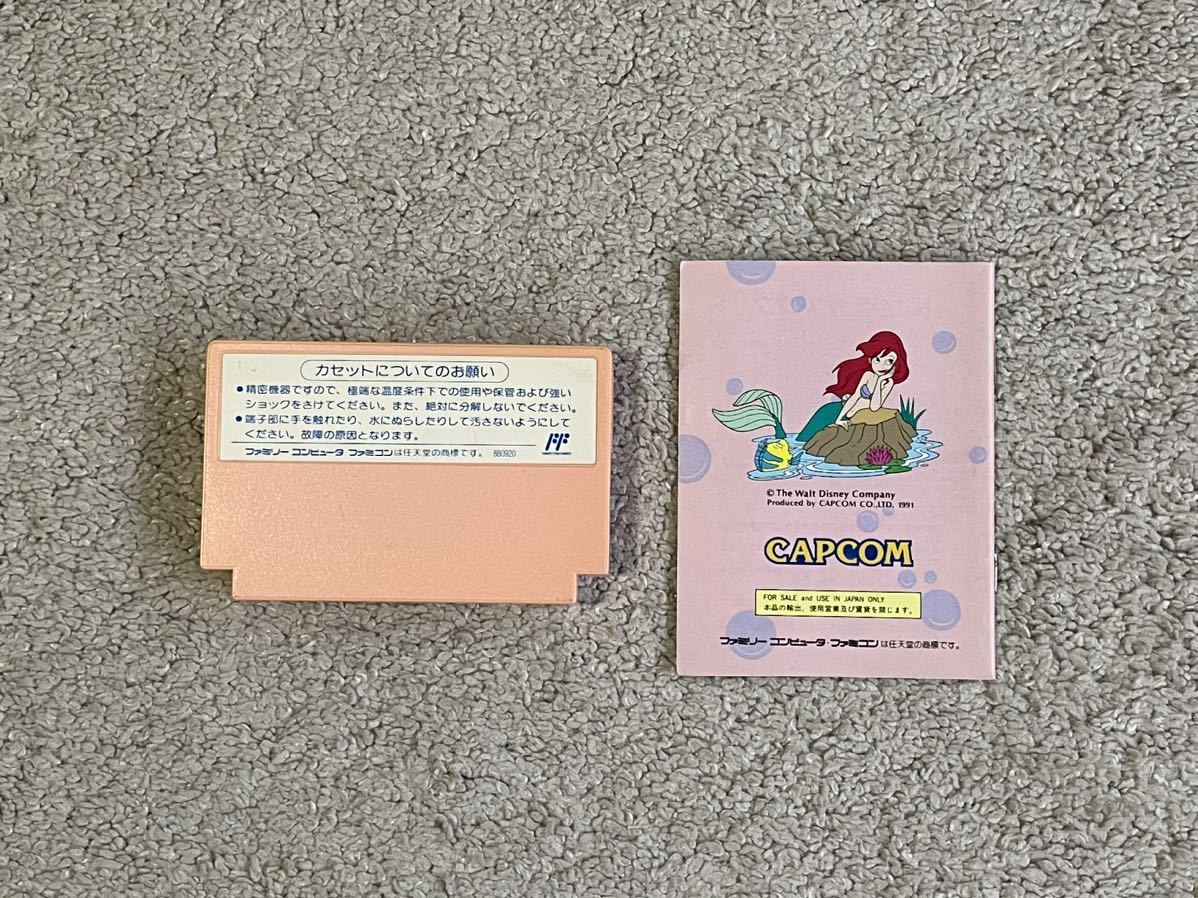 カセットについてのお願い
●精密機器ですので、極端な温度条件下での使用や保管および強い
ショックをさけてください。また、絶対に分解しないでください。
●端子部に手を触れたり、水にぬらしたりして汚さないようにして
ください。故障の原因となります。
ファミリーコンピュータ ファミコンは任天堂の商標です。 880920
© The Walt Disney Company
Produced by CAPCOM CO.,LTD. 1991
CAPCOM
FOR SALE and USE IN JAPAN ONLY.
本品の輸出、使用営業及び賃貸を禁じます。
ファミリーコンピュータ・ファミコンは任天堂の商標です。